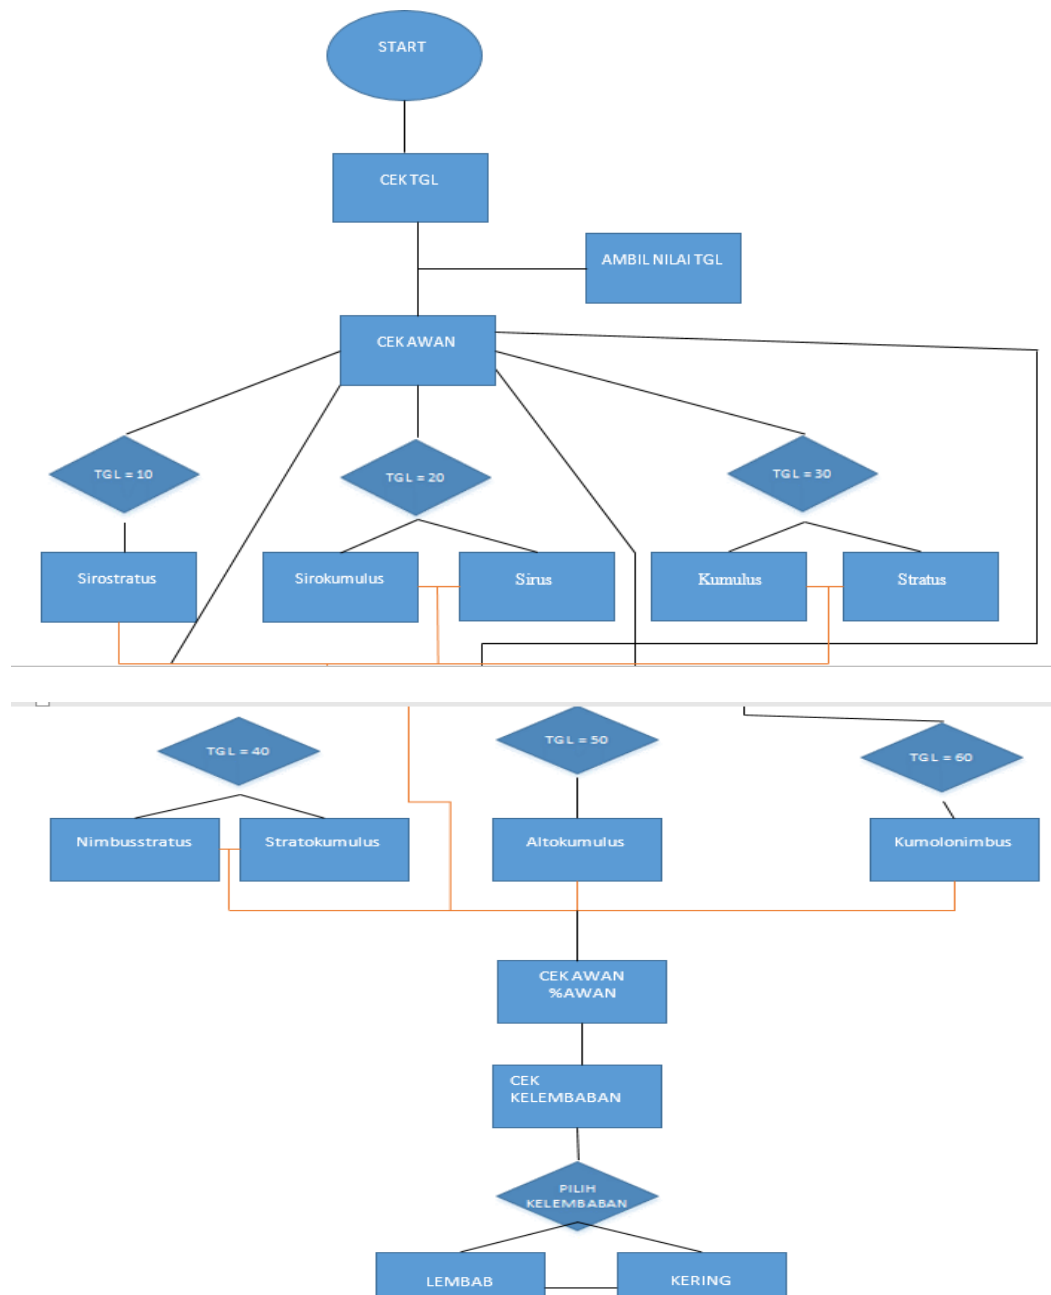 START
CEK TGL
AMBIL NILAI TGL
CEK AWAN
TGL = 10
TGL = 20
TGL = 30
Sirostratus
Sirokumulus
Sirus
Kumulus
Stratus
TGL = 40
TGL = 50
TGL = 60
Nimbusstratus
Stratokumulus
Altokumulus
Kumolonimbus
CEK AWAN
%AWAN
CEK
KELEMBABAN
PILIH
KELEMBABAN
LEMBAB
KERING